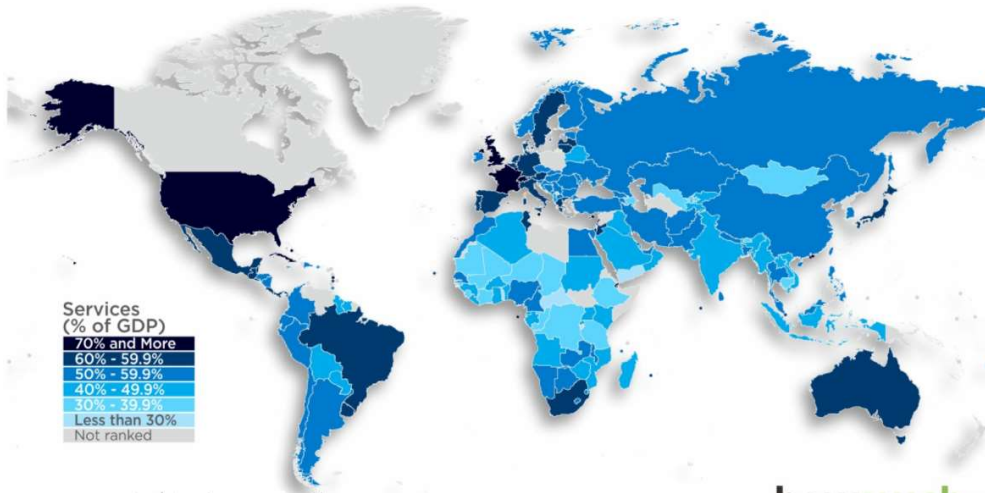 Services
(% of GDP)
70% and More
60% - 59.9%
50% - 59.9%
40% - 49.9%
30% - 39.9%
Less than 30%
Not ranked